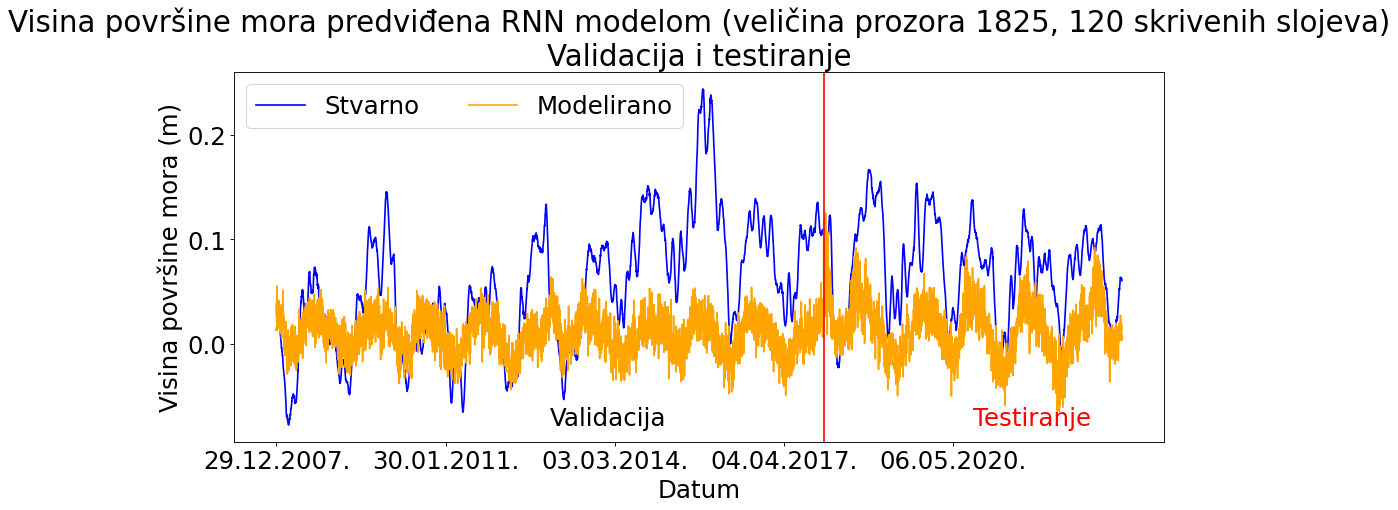 Visina površine mora predviđena RNN modelom (veličina prozora 1825, 120 skrivenih slojeva)
Validacija i testiranje
Stvarno
Modelirano
Visina površine mora (m)
0.2
0.1
0.0
Validacija
Testiranje
29.12.2007.
30.01.2011.
03.03.2014.
04.04.2017.
06.05.2020.
Datum